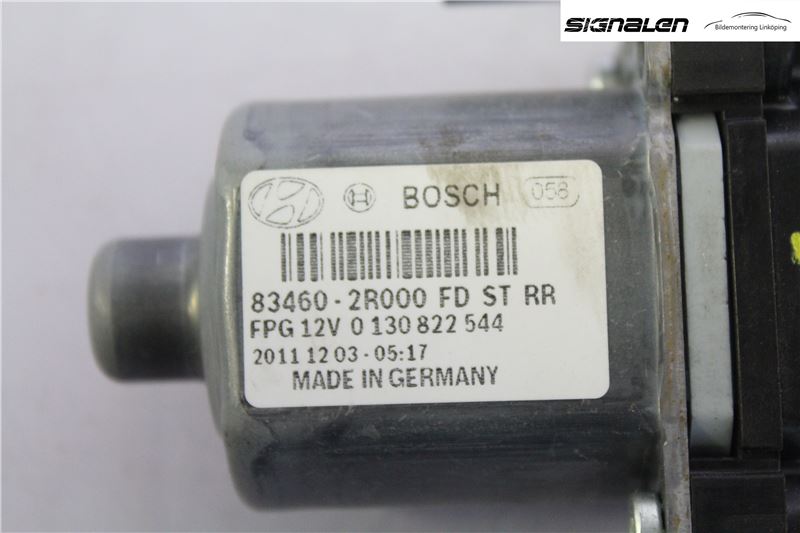 SIGNALEN
Bildemontering Linköping
BOSCH 058
83460-2R000 FD ST RR
FPG 12V 0 130 822 544
2011 12 03-05:17
MADE IN GERMANY